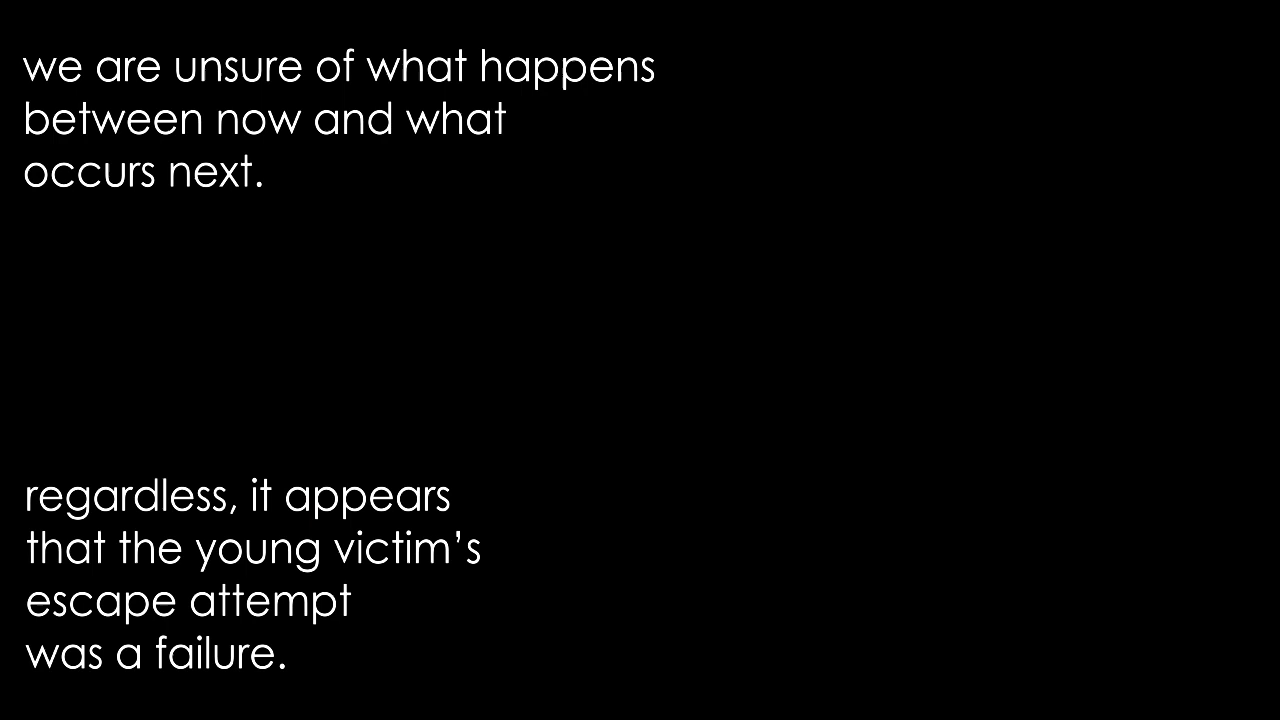 we are unsure of what happens
between now and what
occurs next.
regardless, it appears
that the young victim’s
escape attempt
was a failure.